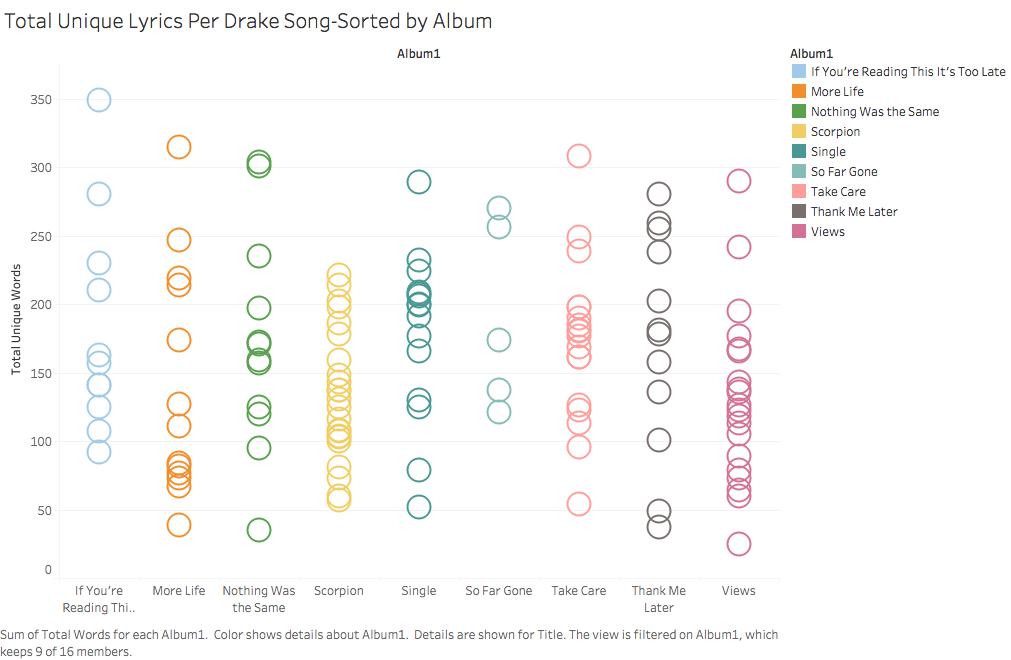 Total Unique Lyrics Per Drake Song-Sorted by Album
Album1
Album1
If You're Reading This It's Too Late
More Life
Nothing Was the Same
Scorpion
Single
So Far Gone
Take Care
Thank Me Later
Views
Total Unique Words
350
300
250
200
150
100
50
0
If You're
Reading Thi..
More Life
Nothing Was
the Same
Scorpion
Single
So Far Gone
Take Care
Thank Me
Later
Views
Sum of Total Words for each Album1.  Color shows details about Album1.  Details are shown for Title. The view is filtered on Album1, which
keeps 9 of 16 members.